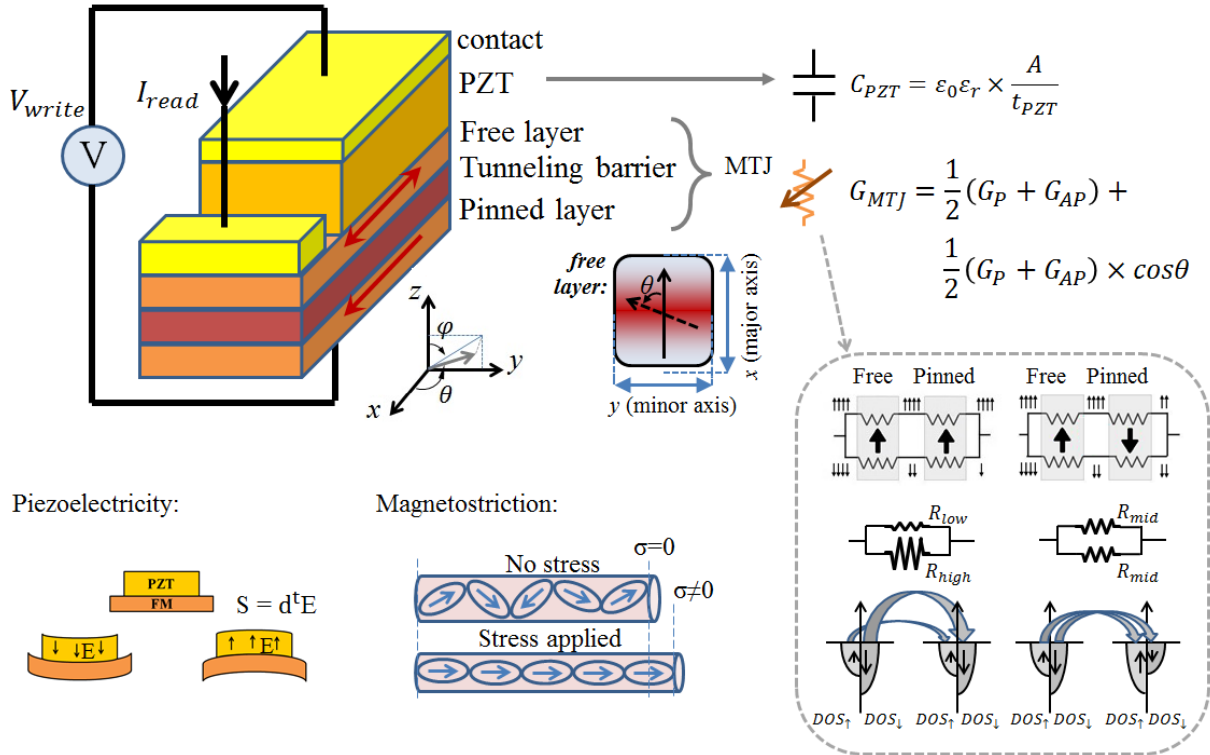 contact
PZT
Free layer
Tunneling barrier
Pinned layer
MTJ
V_write
V
I_read
C_PZT = ε_0 ε_r × A / t_PZT
G_MTJ = 1/2 (G_P + G_AP) +
1/2 (G_P + G_AP) × cosθ
z
φ
y
θ
x
free
layer:
θ
x (major axis)
y (minor axis)
Free Pinned Free Pinned
R_low
R_high
R_mid
R_mid
DOS↑ DOS↓ DOS↑ DOS↓ DOS↑ DOS↓ DOS↑ DOS↓
Piezoelectricity:
PZT
FM
S = d^t E
E
E
Magnetostriction:
σ=0
No stress
σ≠0
Stress applied